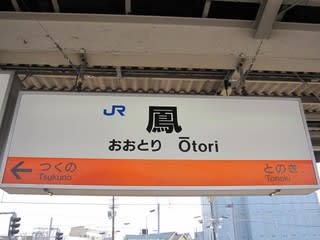 JR 鳳
おおとり Ōtori
← つくの とのき
Tsukuno Tonoki